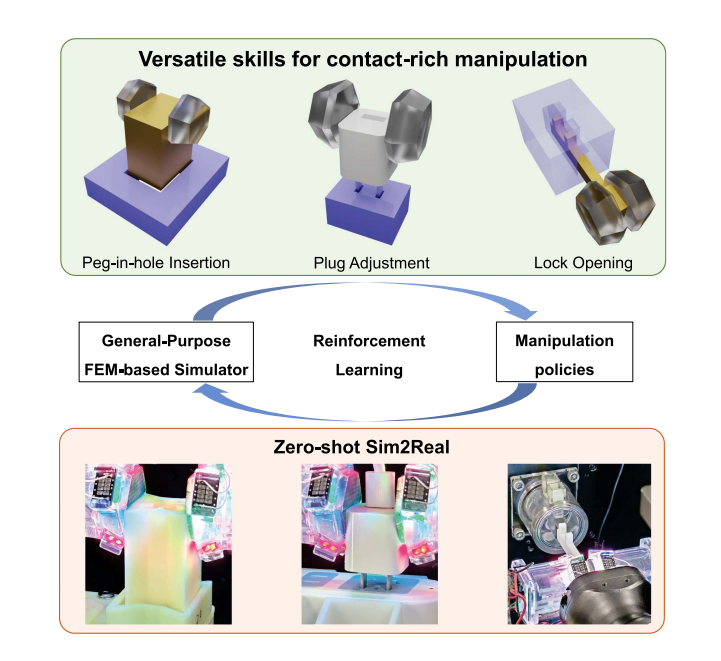 Versatile skills for contact-rich manipulation
Peg-in-hole Insertion
Plug Adjustment
Lock Opening
General-Purpose
FEM-based Simulator
Reinforcement
Learning
Manipulation
policies
Zero-shot Sim2Real